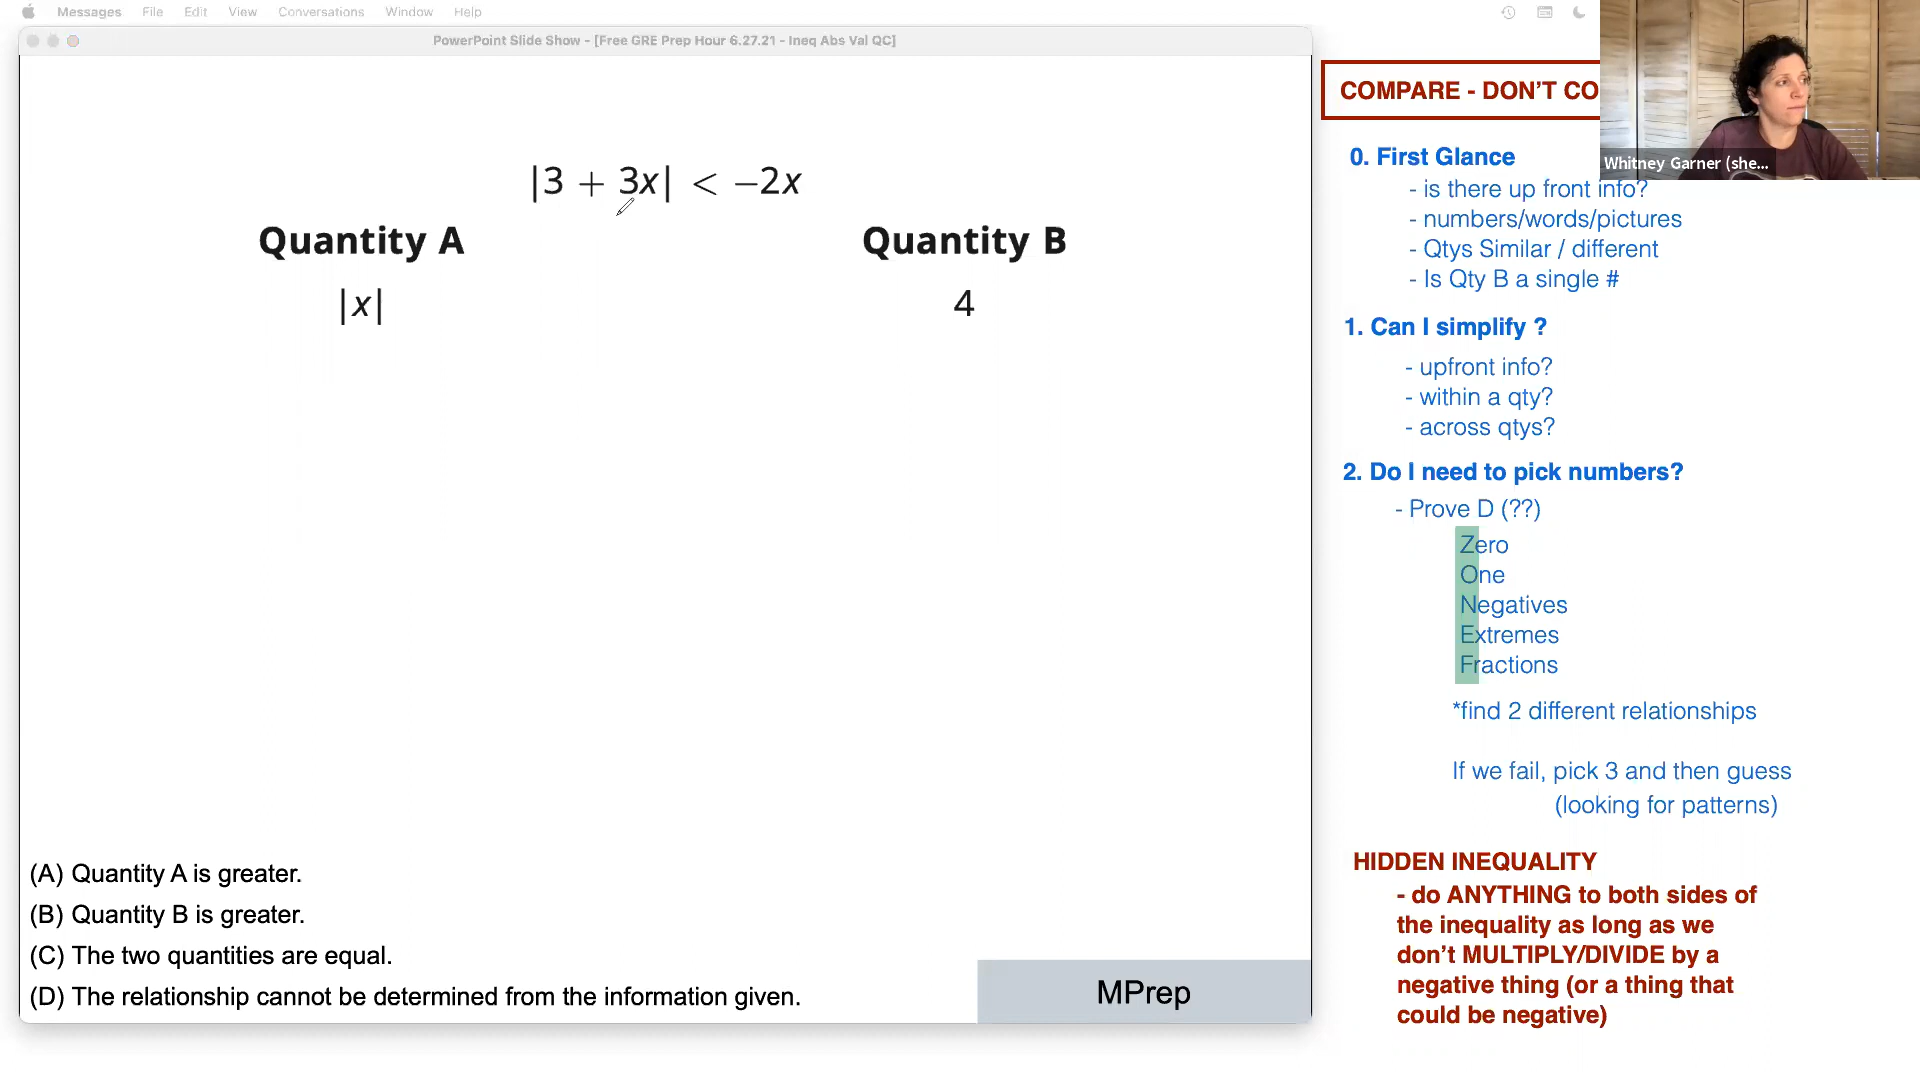 Messages File Edit View Conversations Window Help
PowerPoint Slide Show - [Free GRE Prep Hour 6.27.21 - Ineq Abs Val QC]
|3 + 3x| < −2x
Quantity A
Quantity B
|x|
4
(A) Quantity A is greater.
(B) Quantity B is greater.
(C) The two quantities are equal.
(D) The relationship cannot be determined from the information given.
MPrep
COMPARE - DON'T CO
Whitney Garner (she...
0. First Glance
- is there up front info?
- numbers/words/pictures
- Qtys Similar / different
- Is Qty B a single #
1. Can I simplify ?
- upfront info?
- within a qty?
- across qtys?
2. Do I need to pick numbers?
- Prove D (??)
Zero
One
Negatives
Extremes
Fractions
*find 2 different relationships
If we fail, pick 3 and then guess
(looking for patterns)
HIDDEN INEQUALITY
- do ANYTHING to both sides of
the inequality as long as we
don't MULTIPLY/DIVIDE by a
negative thing (or a thing that
could be negative)